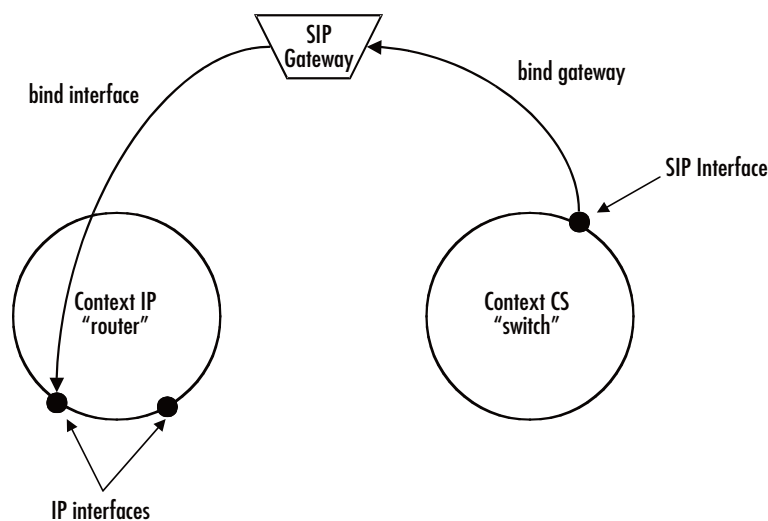 SIP
Gateway
bind interface
bind gateway
SIP Interface
Context IP
“router”
Context CS
“switch”
IP interfaces